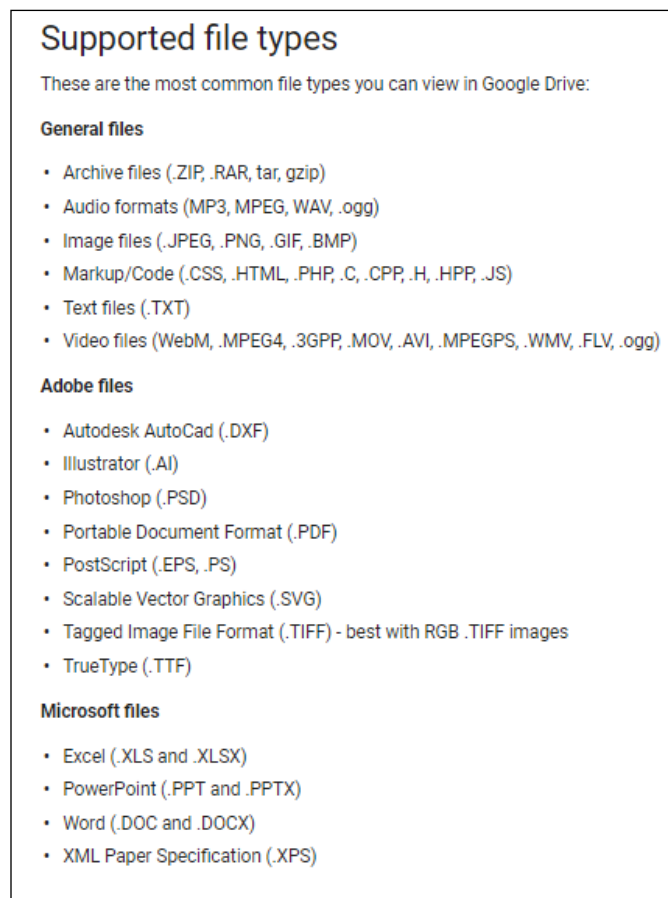 Supported file types
These are the most common file types you can view in Google Drive:
General files
• Archive files (.ZIP, .RAR, tar, gzip)
• Audio formats (MP3, MPEG, WAV, .ogg)
• Image files (.JPEG, .PNG, .GIF, .BMP)
• Markup/Code (.CSS, .HTML, .PHP, .C, .CPP, .H, .HPP, .JS)
• Text files (.TXT)
• Video files (WebM, .MPEG4, .3GPP, .MOV, .AVI, .MPEGPS, .WMV, .FLV, .ogg)
Adobe files
• Autodesk AutoCad (.DXF)
• Illustrator (.AI)
• Photoshop (.PSD)
• Portable Document Format (.PDF)
• PostScript (.EPS, .PS)
• Scalable Vector Graphics (.SVG)
• Tagged Image File Format (.TIFF) - best with RGB .TIFF images
• TrueType (.TTF)
Microsoft files
• Excel (.XLS and .XLSX)
• PowerPoint (.PPT and .PPTX)
• Word (.DOC and .DOCX)
• XML Paper Specification (.XPS)